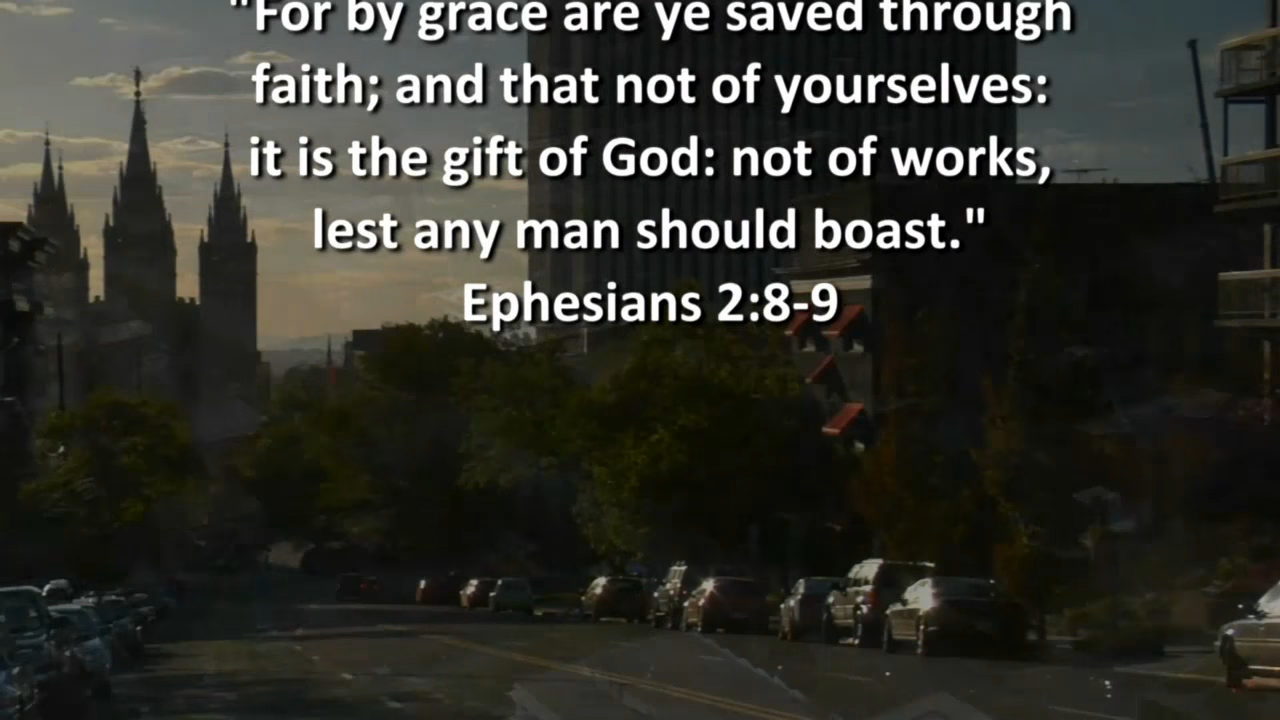 "For by grace are ye saved through
faith; and that not of yourselves:
it is the gift of God: not of works,
lest any man should boast."
Ephesians 2:8-9